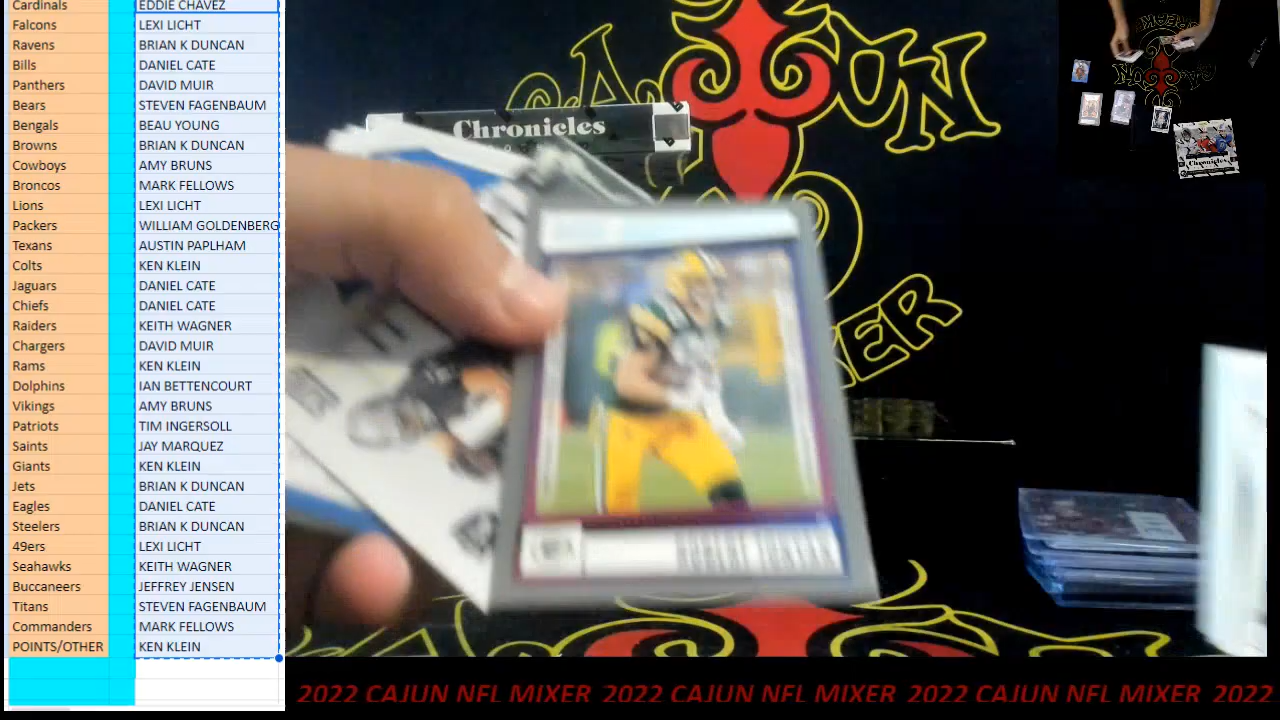 Cardinals EDDIE CHAVEZ
Falcons LEXI LICHT
Ravens BRIAN K DUNCAN
Bills DANIEL CATE
Panthers DAVID MUIR
Bears STEVEN FAGENBAUM
Bengals BEAU YOUNG
Browns BRIAN K DUNCAN
Cowboys AMY BRUNS
Broncos MARK FELLOWS
Lions LEXI LICHT
Packers WILLIAM GOLDENBERG
Texans AUSTIN PAPLHAM
Colts KEN KLEIN
Jaguars DANIEL CATE
Chiefs DANIEL CATE
Raiders KEITH WAGNER
Chargers DAVID MUIR
Rams KEN KLEIN
Dolphins IAN BETTENCOURT
Vikings AMY BRUNS
Patriots TIM INGERSOLL
Saints JAY MARQUEZ
Giants KEN KLEIN
Jets BRIAN K DUNCAN
Eagles DANIEL CATE
Steelers BRIAN K DUNCAN
49ers LEXI LICHT
Seahawks KEITH WAGNER
Buccaneers JEFFREY JENSEN
Titans STEVEN FAGENBAUM
Commanders MARK FELLOWS
POINTS/OTHER KEN KLEIN
Chronicles
Chronicles
2022 CAJUN NFL MIXER 2022 CAJUN NFL MIXER 2022 CAJUN NFL MIXER 2022